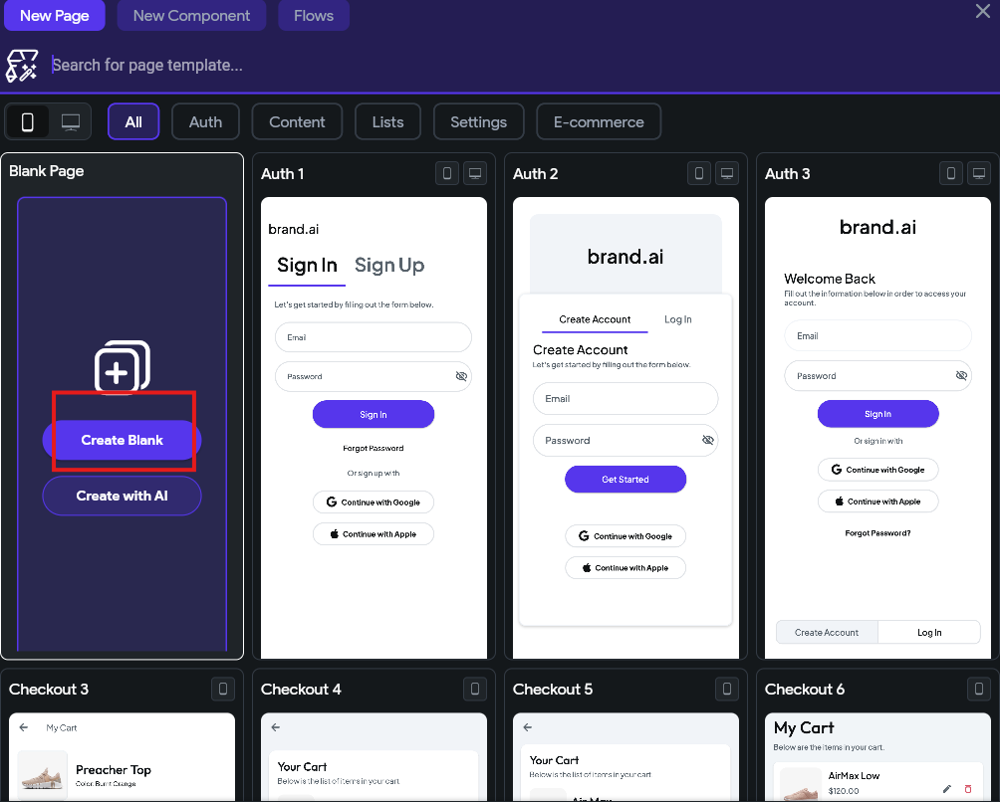 New Page New Component Flows
Search for page template...
All Auth Content Lists Settings E-commerce
Blank Page
Create Blank
Create with AI
Auth 1
brand.ai
Sign In Sign Up
Let's get started by filling out the form below.
Email
Password
Sign In
Forgot Password
Or sign up with
Continue with Google
Continue with Apple
Auth 2
brand.ai
Create Account Log In
Create Account
Let's get started by filling out the form below.
Email
Password
Get Started
Continue with Google
Continue with Apple
Auth 3
brand.ai
Welcome Back
Fill out the information below in order to access your
account.
Email
Password
Sign In
Or sign in with
Continue with Google
Continue with Apple
Forgot Password?
Create Account Log In
Checkout 3
My Cart
Preacher Top
Color: Burnt Orange
Checkout 4
Your Cart
Below is the list of items in your cart.
Checkout 5
Your Cart
Below is the list of items in your cart.
Air Max
Checkout 6
My Cart
Below are the items in your cart.
AirMax Low
$120.00